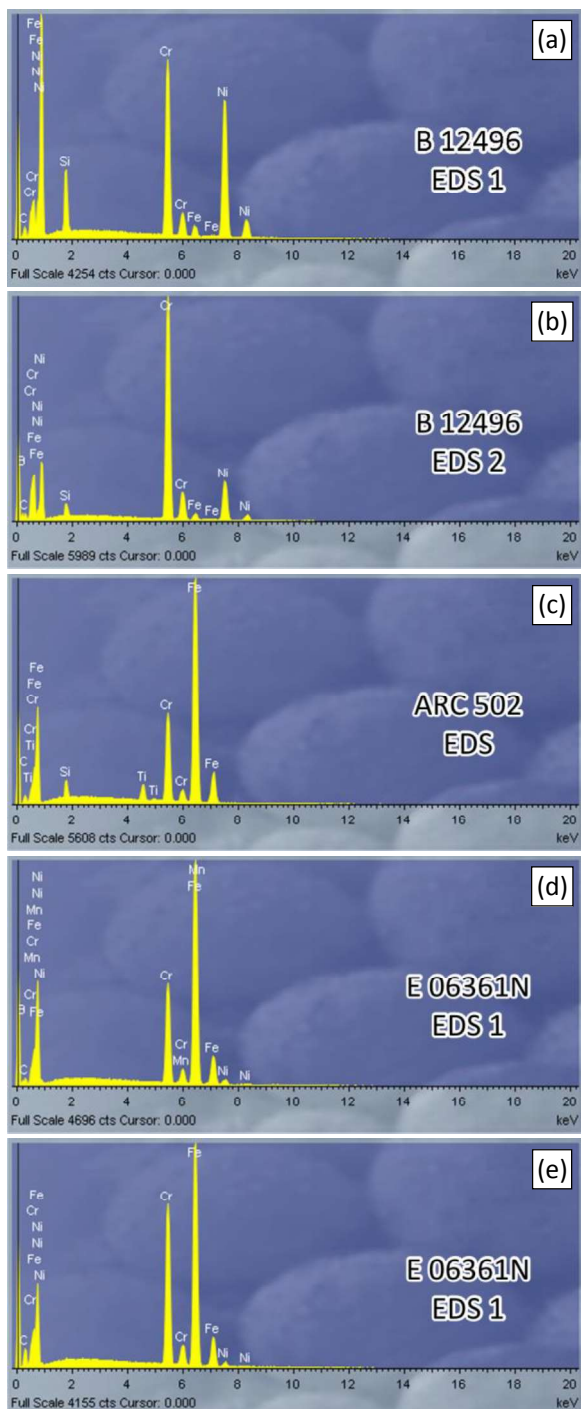 (a)
Fe
Fe
Ni
Ni
Ni
Cr
Cr
C
Si
Cr
Cr
Fe
Fe
Ni
Ni
B 12496
EDS 1
0 2 4 6 8 10 12 14 16 18 20
Full Scale 4254 cts Cursor: 0.000 keV
(b)
Ni
Cr
Cr
Ni
Ni
Fe
Fe
B
C
Si
Cr
Cr
Fe
Fe
Ni
Ni
B 12496
EDS 2
0 2 4 6 8 10 12 14 16 18 20
Full Scale 5989 cts Cursor: 0.000 keV
(c)
Fe
Fe
Cr
Cr
C Ti
Ti
Si
Ti
Ti
Cr
Cr
Fe
Fe
ARC 502
EDS
0 2 4 6 8 10 12 14 16 18 20
Full Scale 5608 cts Cursor: 0.000 keV
(d)
Ni
Ni
Mn
Fe
Cr
Mn
Ni
Cr
B Fe
C
Cr
Cr
Mn
Mn
Fe
Fe
Ni
Ni
E 06361N
EDS 1
0 2 4 6 8 10 12 14 16 18 20
Full Scale 4696 cts Cursor: 0.000 keV
(e)
Fe
Cr
Ni
Ni
Fe
Ni
Cr
C
Cr
Cr
Fe
Fe
Ni
Ni
E 06361N
EDS 1
0 2 4 6 8 10 12 14 16 18 20
Full Scale 4155 cts Cursor: 0.000 keV